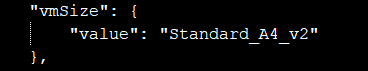 "vmSize": {
"value": "Standard_A4_v2"
},